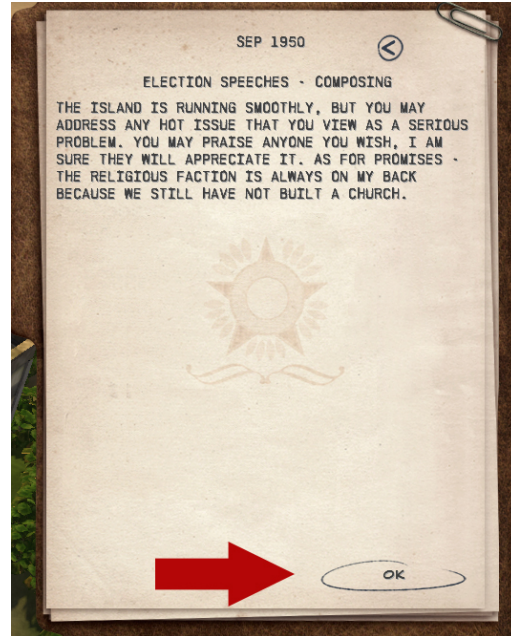 SEP 1950
ELECTION SPEECHES - COMPOSING
THE ISLAND IS RUNNING SMOOTHLY, BUT YOU MAY
ADDRESS ANY HOT ISSUE THAT YOU VIEW AS A SERIOUS
PROBLEM. YOU MAY PRAISE ANYONE YOU WISH, I AM
SURE THEY WILL APPRECIATE IT. AS FOR PROMISES -
THE RELIGIOUS FACTION IS ALWAYS ON MY BACK
BECAUSE WE STILL HAVE NOT BUILT A CHURCH.
OK